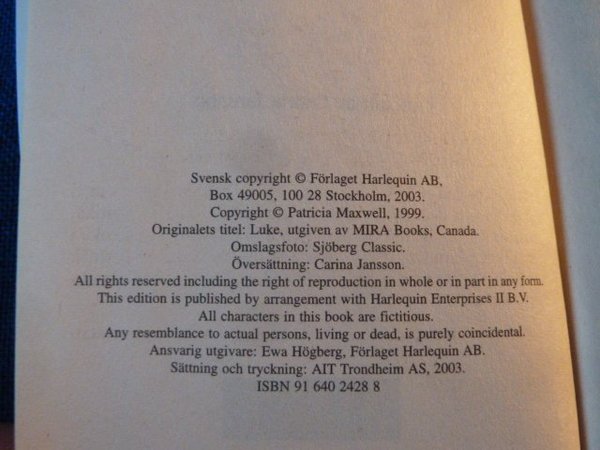 Svensk copyright © Förlaget Harlequin AB,
Box 49005, 100 28 Stockholm, 2003.
Copyright © Patricia Maxwell, 1999.
Originalets titel: Luke, utgiven av MIRA Books, Canada.
Omslagsfoto: Sjöberg Classic.
Översättning: Carina Jansson.
All rights reserved including the right of reproduction in whole or in part in any form.
This edition is published by arrangement with Harlequin Enterprises II B.V.
All characters in this book are fictitious.
Any resemblance to actual persons, living or dead, is purely coincidental.
Ansvarig utgivare: Ewa Högberg, Förlaget Harlequin AB.
Sättning och tryckning: AIT Trondheim AS, 2003.
ISBN 91 640 2428 8